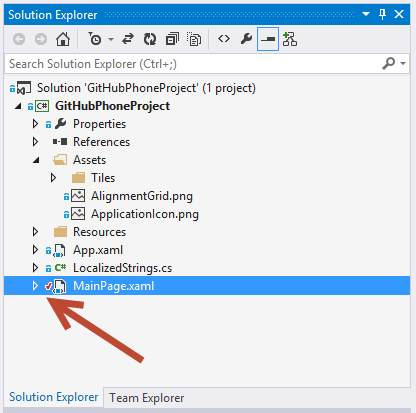 Solution Explorer
Search Solution Explorer (Ctrl+;)
Solution 'GitHubPhoneProject' (1 project)
C# GitHubPhoneProject
Properties
References
Assets
Tiles
AlignmentGrid.png
ApplicationIcon.png
Resources
App.xaml
C# LocalizedStrings.cs
MainPage.xaml
Solution Explorer Team Explorer